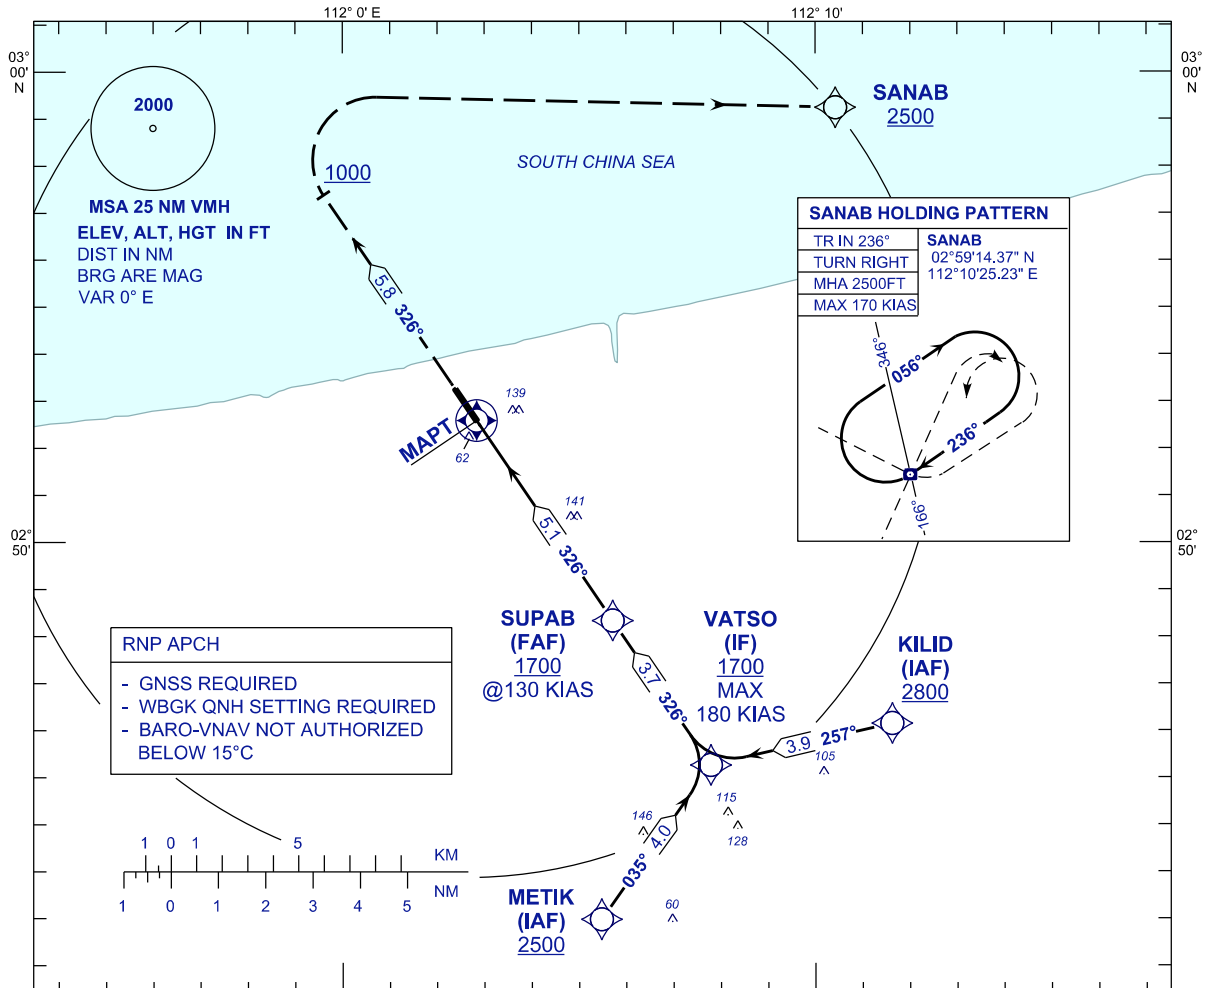 112° 0' E
112° 10'
03°
00'
N
03°
00'
N
2000
SANAB
2500
SOUTH CHINA SEA
1000
MSA 25 NM VMH
ELEV, ALT, HGT IN FT
DIST IN NM
BRG ARE MAG
VAR 0° E
SANAB HOLDING PATTERN
TR IN 236°
TURN RIGHT
MHA 2500FT
MAX 170 KIAS
SANAB
02°59'14.37" N
112°10'25.23" E
346°
056°
236°
166°
5.8 326°
139
MAPT
62
141
5.1 326°
02°
50'
02°
50'
SUPAB
(FAF)
1700
@130 KIAS
VATSO
(IF)
1700
MAX
180 KIAS
KILID
(IAF)
2800
3.7 326°
3.9 257°
105
115
128
146
035° 4.0
60
METIK
(IAF)
2500
RNP APCH
- GNSS REQUIRED
- WBGK QNH SETTING REQUIRED
- BARO-VNAV NOT AUTHORIZED
BELOW 15°C
1 0 1 5 KM
1 0 1 2 3 4 5 NM